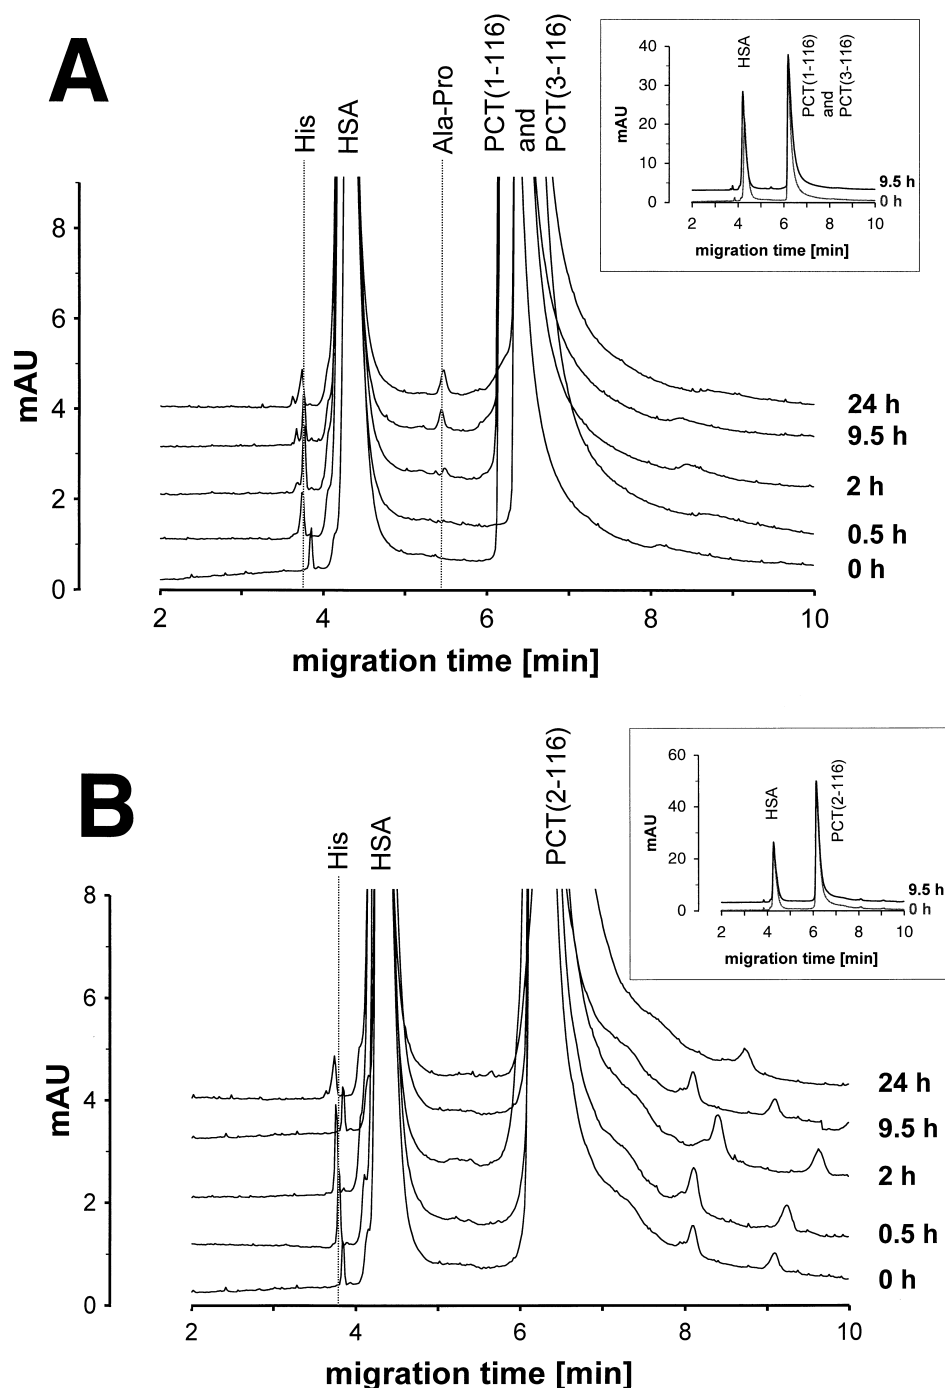 A
His
HSA
Ala-Pro
PCT(1-116)
and
PCT(3-116)
mAU
8
6
4
2
0
2
4
6
8
10
migration time [min]
24 h
9.5 h
2 h
0.5 h
0 h
mAU
40
30
20
10
0
HSA
PCT(1-116)
and
PCT(3-116)
9.5 h
0 h
2
4
6
8
10
migration time [min]
B
His
HSA
PCT(2-116)
mAU
8
6
4
2
0
2
4
6
8
10
migration time [min]
24 h
9.5 h
2 h
0.5 h
0 h
mAU
60
40
20
0
HSA
PCT(2-116)
9.5 h
0 h
2
4
6
8
10
migration time [min]